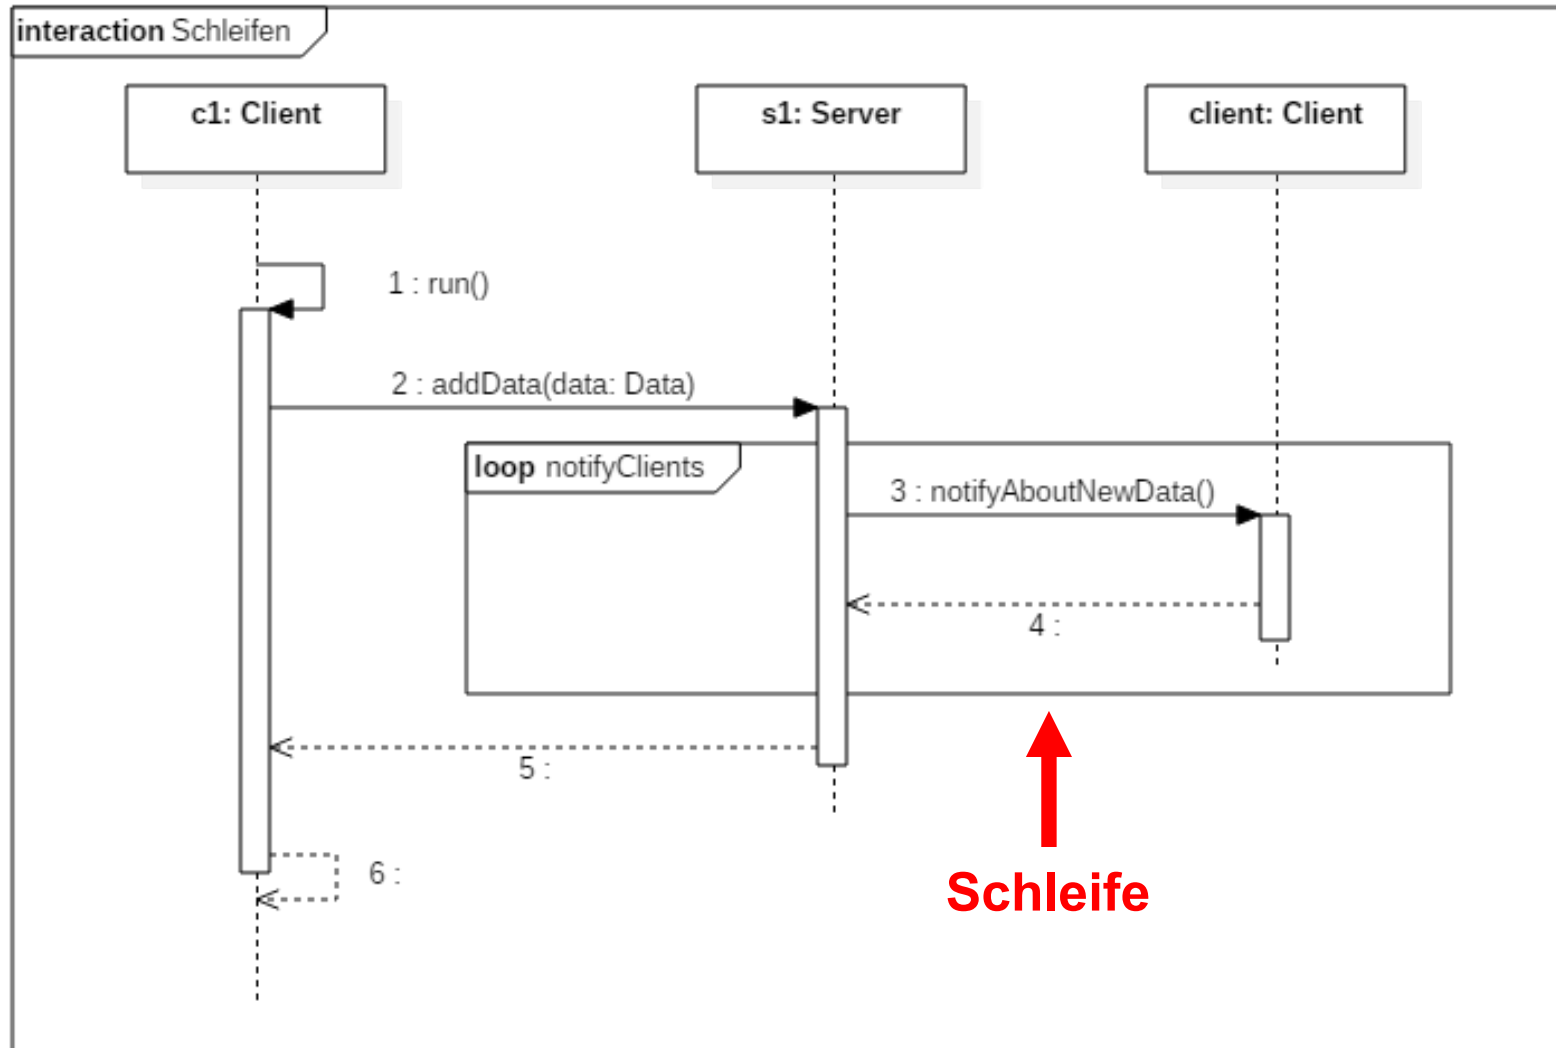 interaction Schleifen
c1: Client
s1: Server
client: Client
1 : run()
2 : addData(data: Data)
loop notifyClients
3 : notifyAboutNewData()
4 :
5 :
6 :
Schleife